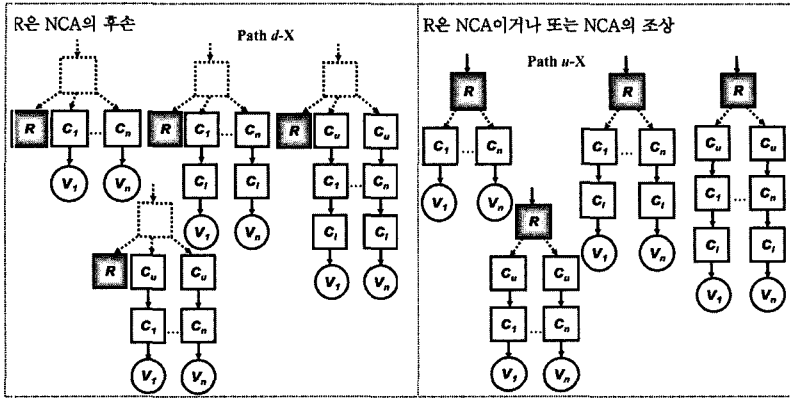 R은 NCA의 후손
Path d-X
R C₁ ... Cₙ
V₁ Vₙ
R C₁ ... Cₙ
Cₗ Cₗ
V₁ Vₙ
R Cᵤ Cᵤ
C₁ ... Cₙ
Cₗ Cₗ
V₁ Vₙ
R Cᵤ Cᵤ
C₁ ... Cₙ
V₁ Vₙ
R은 NCA이거나 또는 NCA의 조상
Path u-X
R
C₁ ... Cₙ
V₁ Vₙ
R
C₁ ... Cₙ
Cₗ Cₗ
V₁ Vₙ
R
Cᵤ Cᵤ
C₁ ... Cₙ
Cₗ Cₗ
V₁ Vₙ
R
Cᵤ Cᵤ
C₁ ... Cₙ
V₁ Vₙ